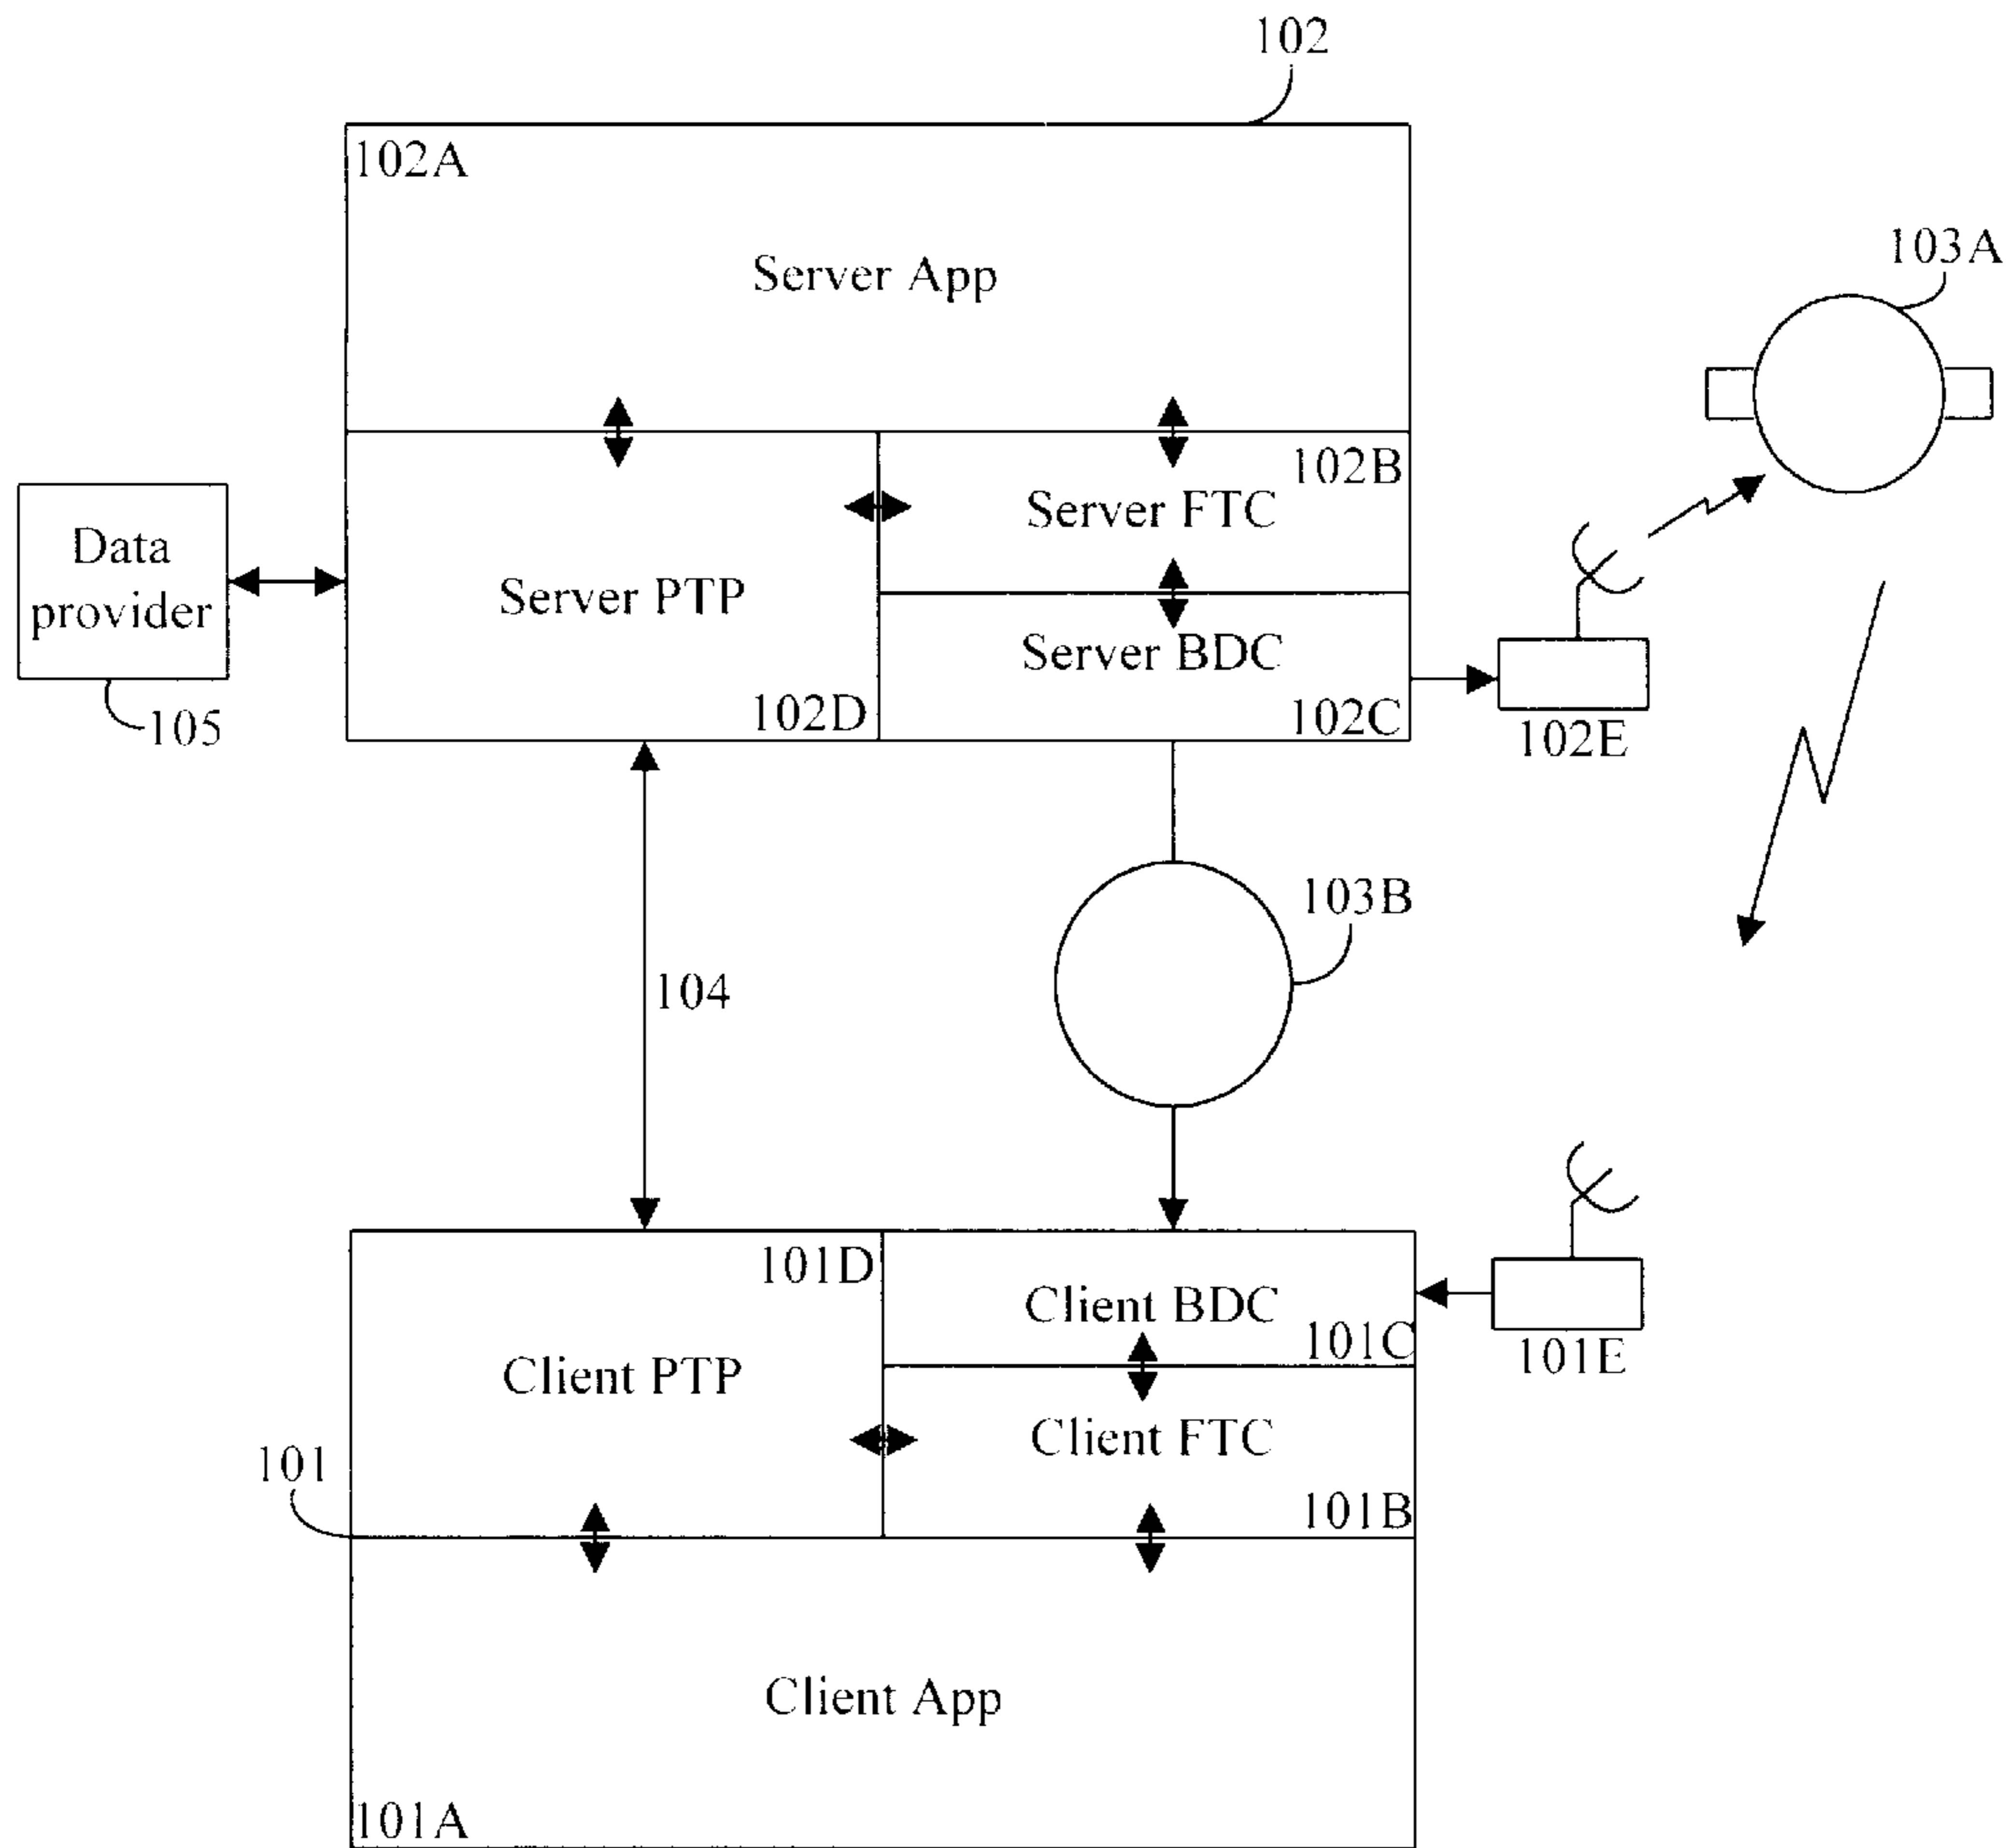 102
102A
Server App
103A
102B
Server FTC
Data
provider
Server PTP
Server BDC
102D
102C
102E
105
103B
104
101D
Client BDC
101C
101E
Client PTP
Client FTC
101
101B
Client App
101A